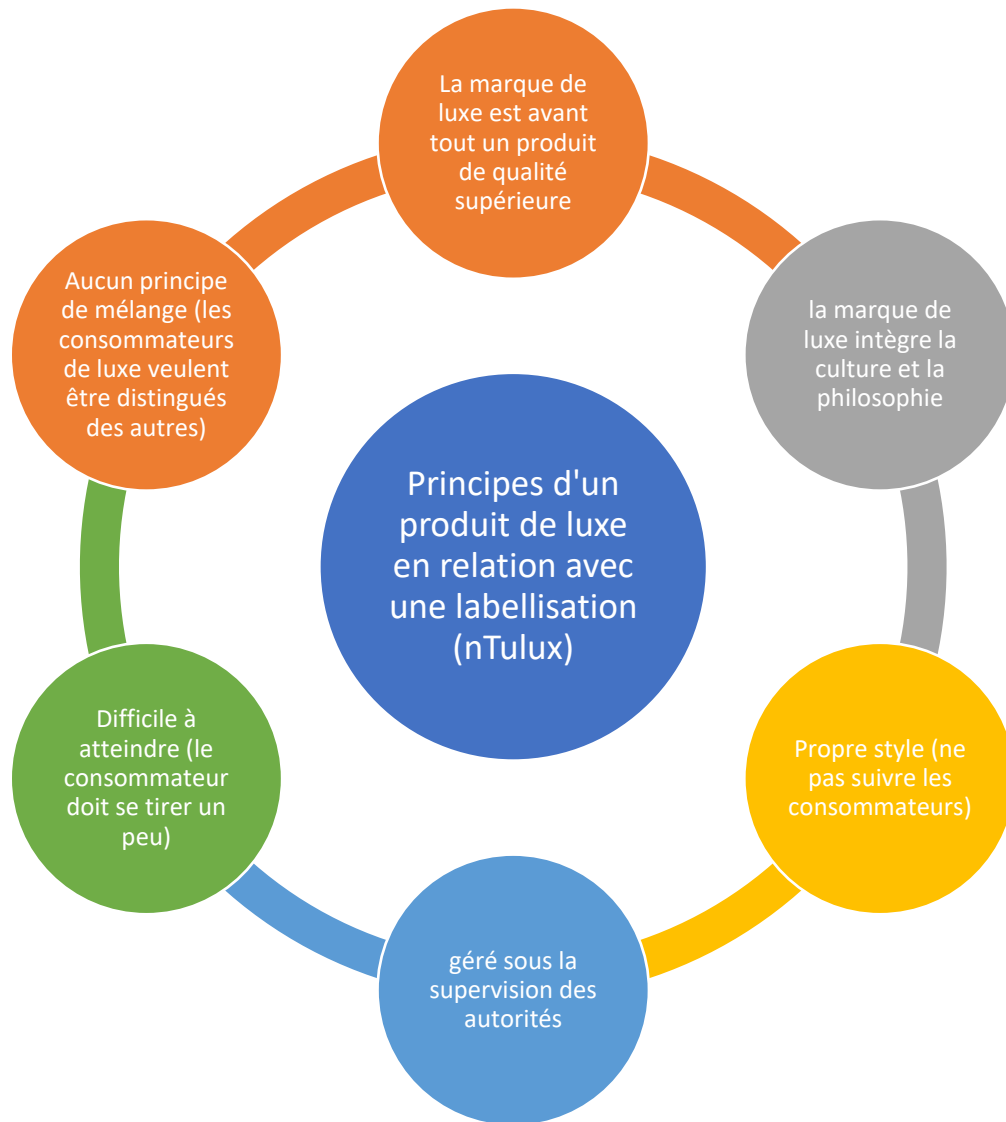 La marque de
luxe est avant
tout un produit
de qualité
supérieure
la marque de
luxe intègre la
culture et la
philosophie
Propre style (ne
pas suivre les
consommateurs)
géré sous la
supervision des
autorités
Difficile à
atteindre (le
consommateur
doit se tirer un
peu)
Aucun principe
de mélange (les
consommateurs
de luxe veulent
être distingués
des autres)
Principes d'un
produit de luxe
en relation avec
une labellisation
(nTulux)